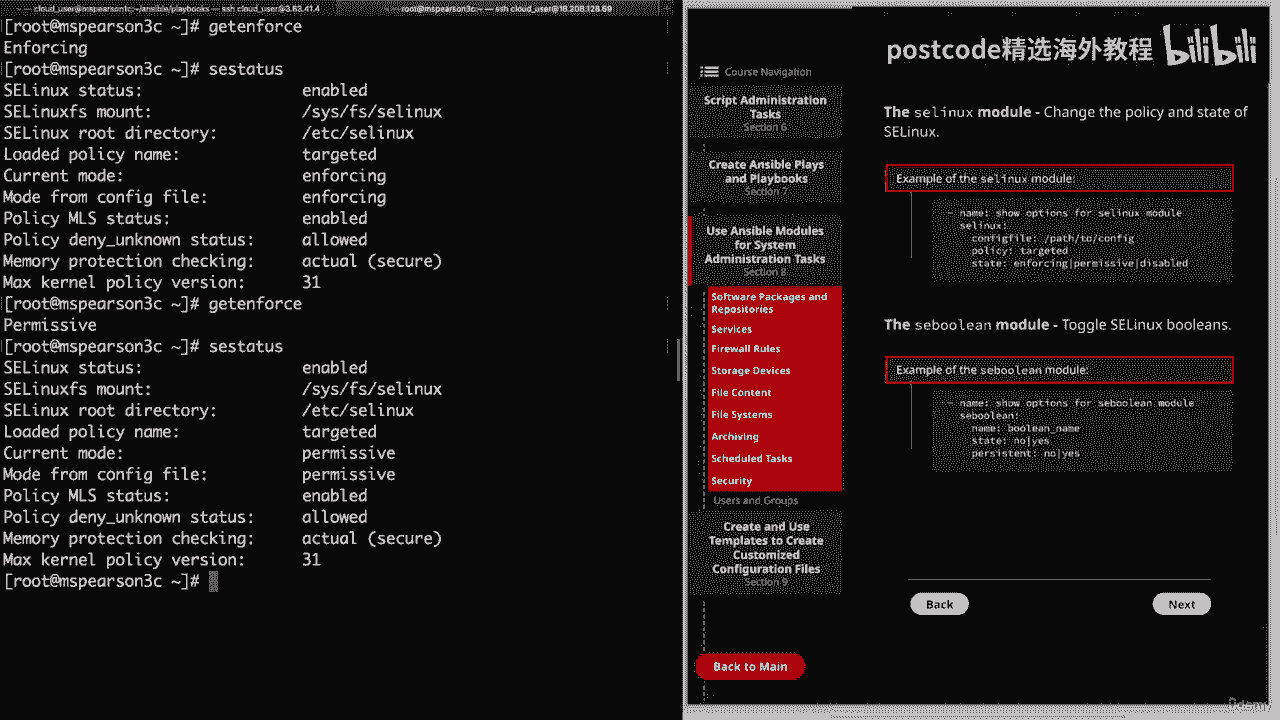 — cloud_user@mspearson1:~/ansible/playbooks — ssh cloud_user@3.83.41.4
— root@mspearson3c:~ — ssh cloud_user@18.208.128.69
[root@mspearson3c ~]# getenforce
Enforcing
[root@mspearson3c ~]# sestatus
SELinux status: enabled
SELinuxfs mount: /sys/fs/selinux
SELinux root directory: /etc/selinux
Loaded policy name: targeted
Current mode: enforcing
Mode from config file: enforcing
Policy MLS status: enabled
Policy deny_unknown status: allowed
Memory protection checking: actual (secure)
Max kernel policy version: 31
[root@mspearson3c ~]# getenforce
Permissive
[root@mspearson3c ~]# sestatus
SELinux status: enabled
SELinuxfs mount: /sys/fs/selinux
SELinux root directory: /etc/selinux
Loaded policy name: targeted
Current mode: permissive
Mode from config file: permissive
Policy MLS status: enabled
Policy deny_unknown status: allowed
Memory protection checking: actual (secure)
Max kernel policy version: 31
[root@mspearson3c ~]#
postcode精选海外教程 bilibili
Course Navigation
Script Administration
Tasks
Section 6
Create Ansible Plays
and Playbooks
Section 7
Use Ansible Modules
for System
Administration Tasks
Section 8
Software Packages and
Repositories
Services
Firewall Rules
Storage Devices
File Content
File Systems
Archiving
Scheduled Tasks
Security
Users and Groups
Create and Use
Templates to Create
Customized
Configuration Files
Section 9
Back to Main
The selinux module - Change the policy and state of
SELinux.
Example of the selinux module:
- name: show options for selinux module
selinux:
configfile: /path/to/config
policy: targeted
state: enforcing|permissive|disabled
The seboolean module - Toggle SELinux booleans.
Example of the seboolean module:
- name: show options for seboolean module
seboolean:
name: boolean_name
state: no|yes
persistent: no|yes
Back
Next
Udemy